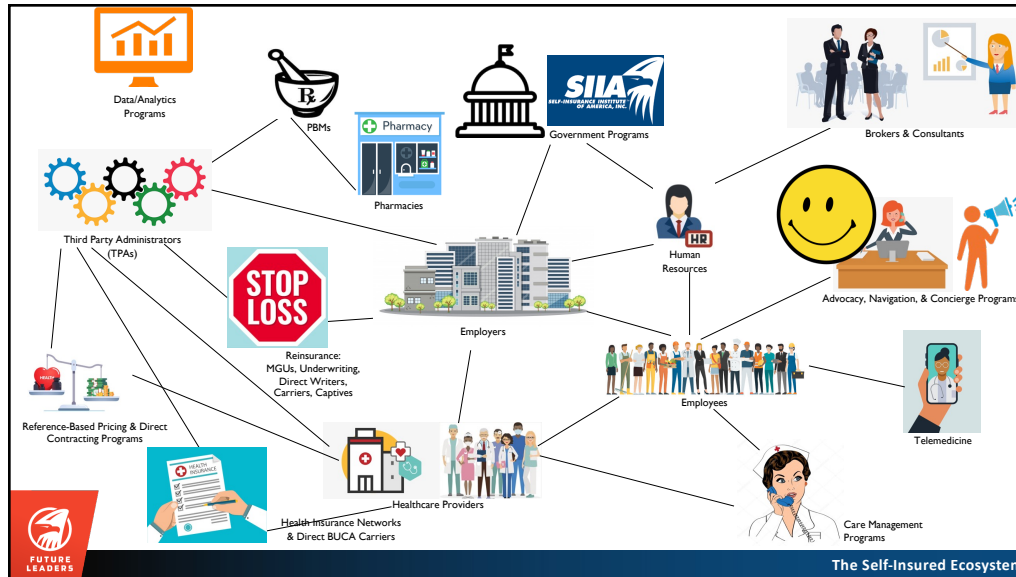 Data/Analytics
Programs
Rx
PBMs
Pharmacy
Pharmacies
SIIA
SELF-INSURANCE INSTITUTE
OF AMERICA, INC.
Government Programs
Brokers & Consultants
Third Party Administrators
(TPAs)
HR
Human
Resources
Advocacy, Navigation, & Concierge Programs
STOP
LOSS
Reinsurance:
MGUs, Underwriting,
Direct Writers,
Carriers, Captives
Employers
Employees
Telemedicine
HEALTH
Reference-Based Pricing & Direct
Contracting Programs
HEALTH
INSURANCE
Healthcare Providers
Health Insurance Networks
& Direct BUCA Carriers
Care Management
Programs
FUTURE
LEADERS
The Self-Insured Ecosystem